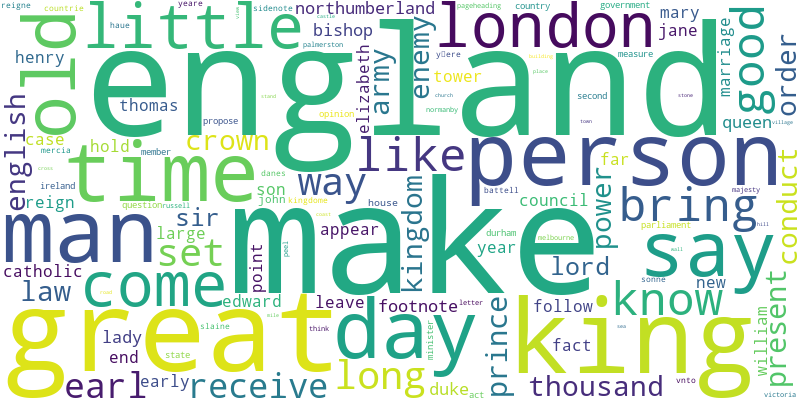 reigne countrie yeare sidenote northumberland mary pageheading country government
haue little bishop london jane
view castle palmerston enemy measure marriage good order
henry old england army elizabeth tower second normanby
thomas propose opinion church place stone queen village
english case crown town
mercia hold member like person far
time danes way battell conduct
ireland question russell son john kingdome house council majesty
reign man sir court kingdom power bring hill
large set appear durham parliament
catholic point peel make year melbourne say
law come lord sonne new wall
edward leave footnote prince follow know present
great slaine letter king sea william
lady mile think day minister fact
end state long
earl early receive duke act thousand vnto victoria